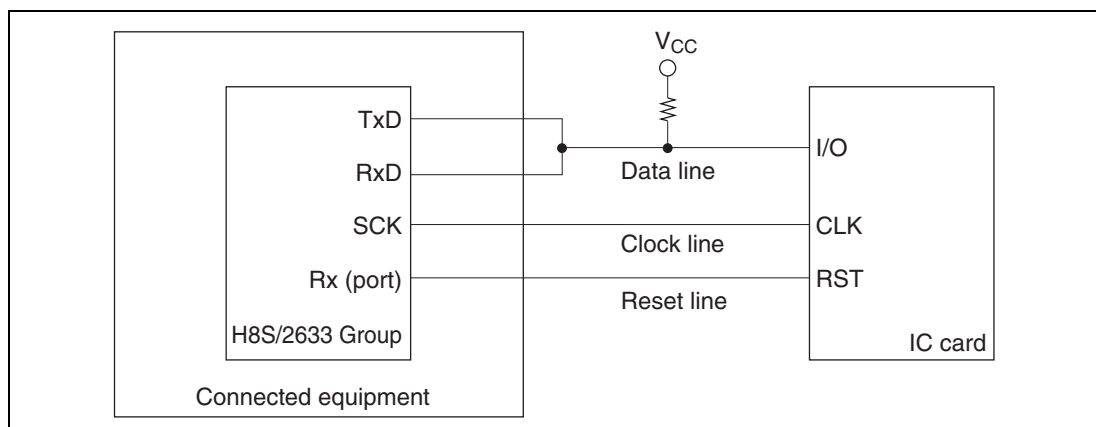 V_CC
TxD
RxD
SCK
Rx (port)
H8S/2633 Group
Connected equipment
Data line
Clock line
Reset line
I/O
CLK
RST
IC card